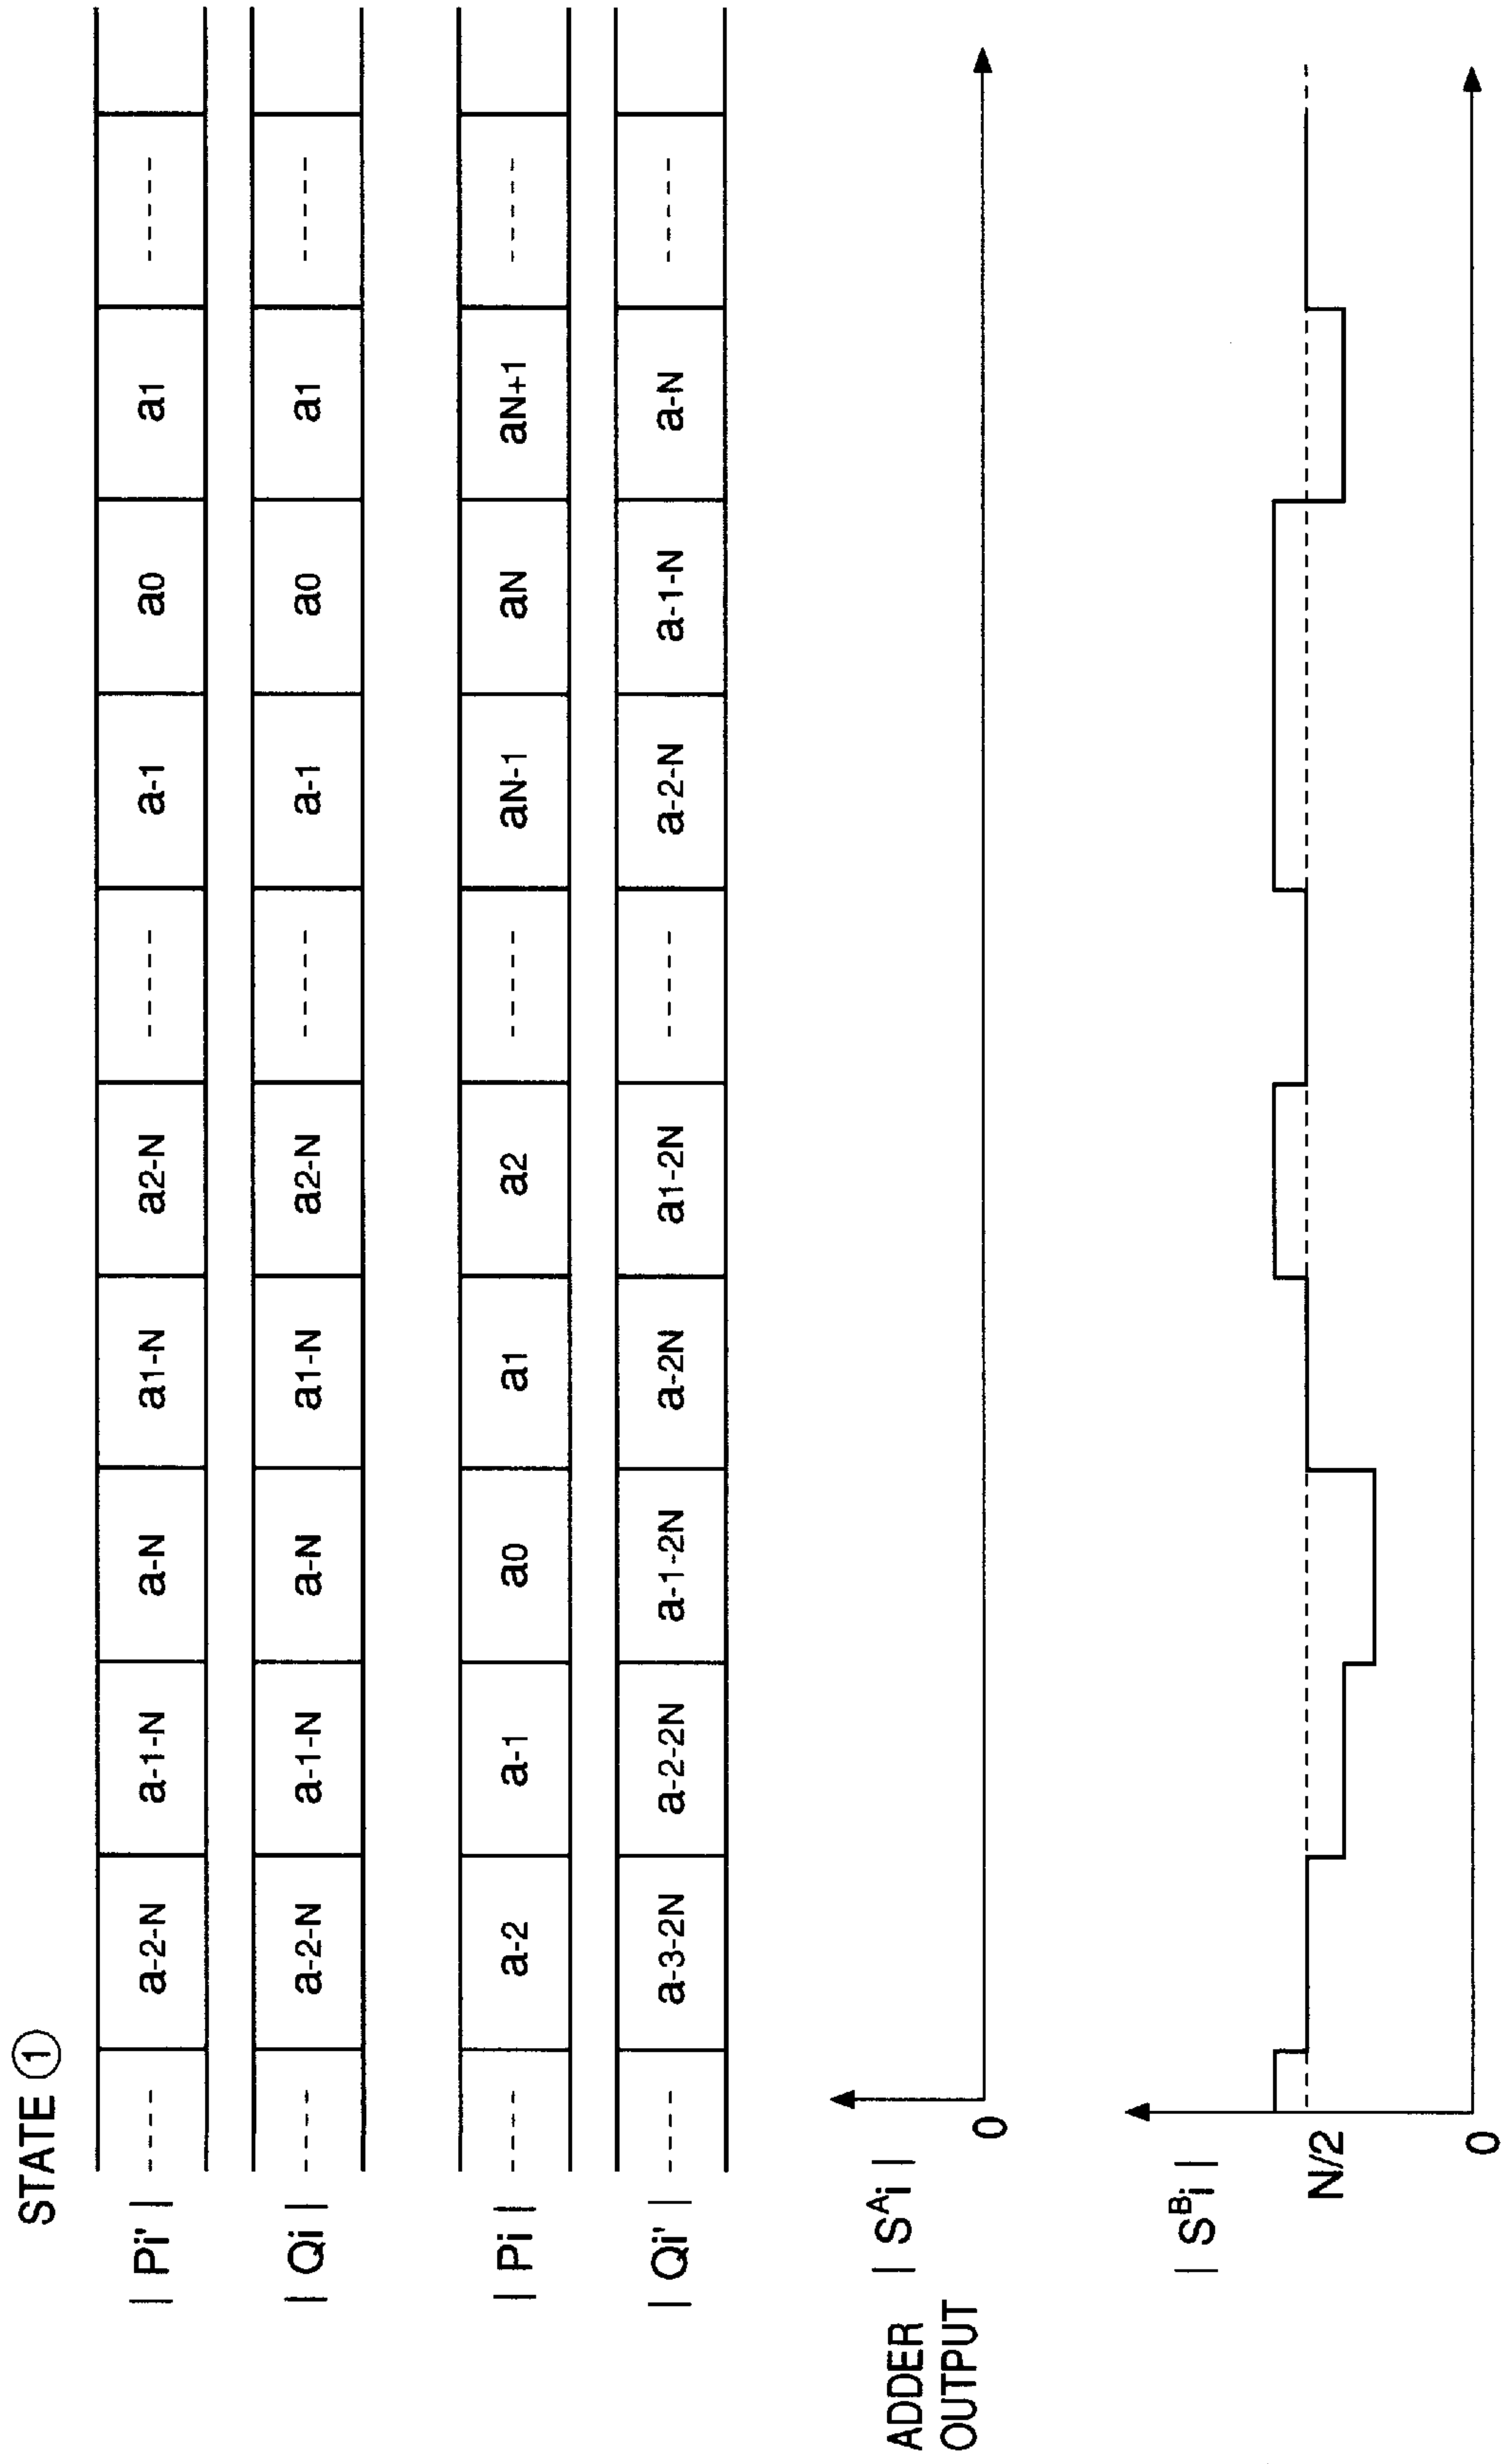 STATE ①
| Pi' | ----- a-2-N a-1-N a-N a1-N a2-N ----- a-1 a0 a1 -----
| Qi | ----- a-2-N a-1-N a-N a1-N a2-N ----- a-1 a0 a1 -----
| Pi | ----- a-2 a-1 a0 a1 a2 ----- aN-1 aN aN+1 -----
| Qi' | ----- a-3-2N a-2-2N a-1-2N a-2N a1-2N ----- a-2-N a-1-N a-N -----
ADDER
OUTPUT
| SAi |
0
| SBi |
N/2
0